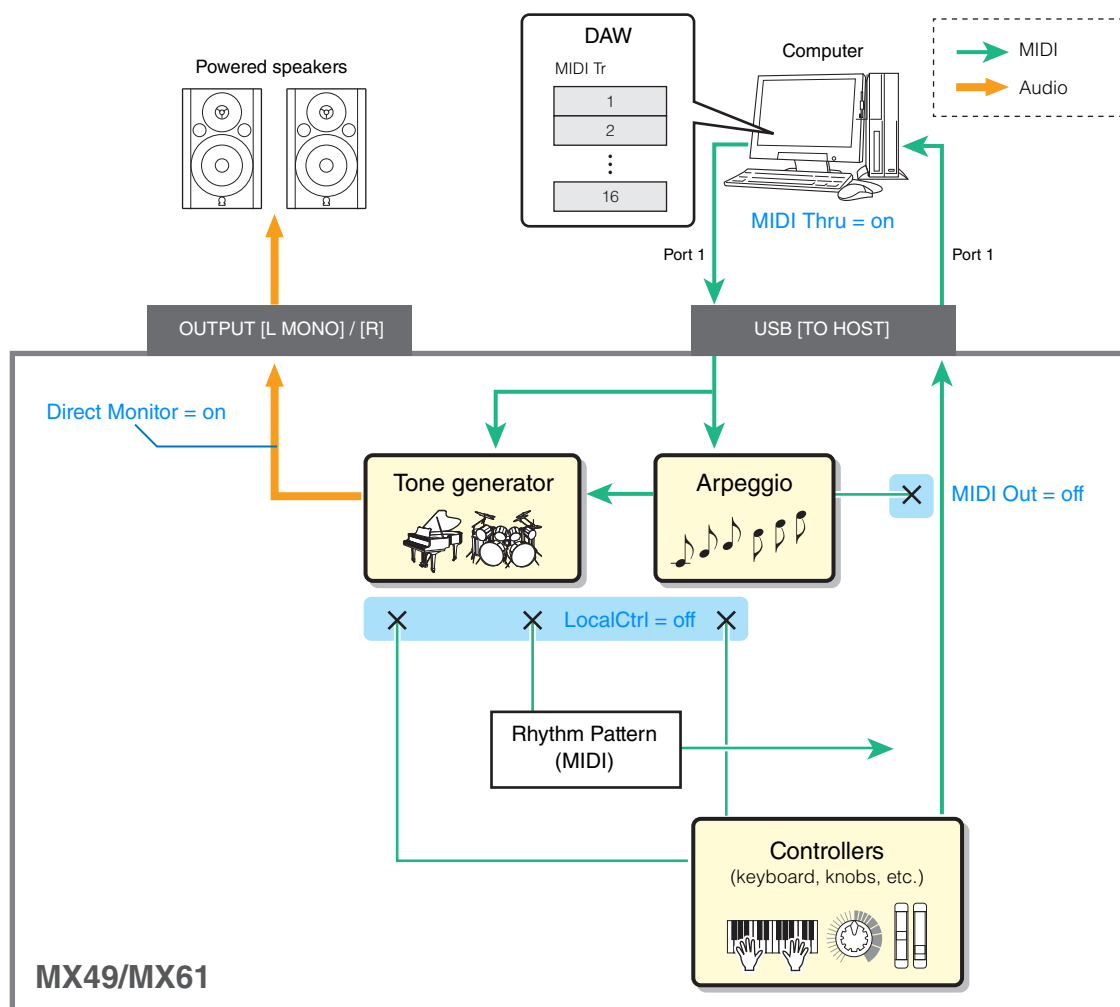 DAW
MIDI Tr
1
2
16
Computer
MIDI
Audio
Powered speakers
MIDI Thru = on
Port 1
Port 1
OUTPUT [L MONO] / [R]
USB [TO HOST]
Direct Monitor = on
Tone generator
Arpeggio
MIDI Out = off
LocalCtrl = off
Rhythm Pattern
(MIDI)
Controllers
(keyboard, knobs, etc.)
MX49/MX61